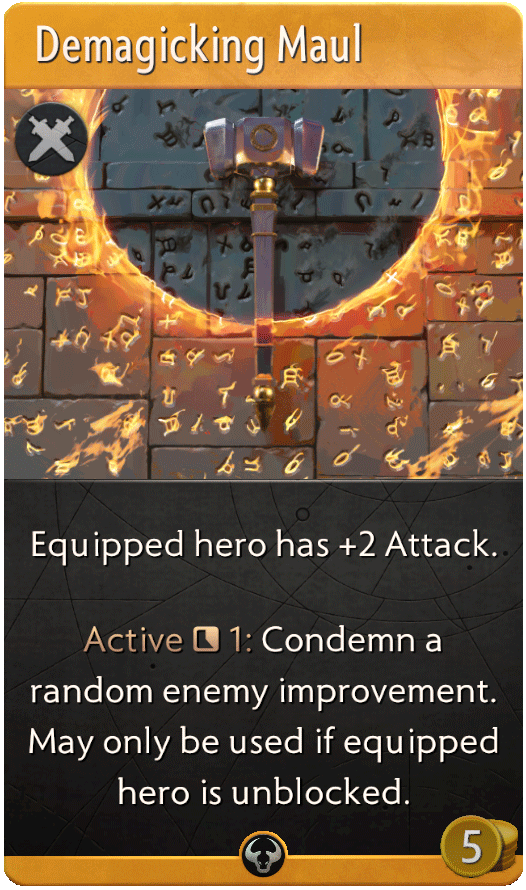 Demagicking Maul
Equipped hero has +2 Attack.
Active 1: Condemn a
random enemy improvement.
May only be used if equipped
hero is unblocked.
5